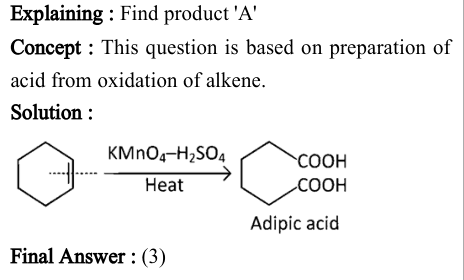 Explaining : Find product 'A'
Concept : This question is based on preparation of
acid from oxidation of alkene.
Solution :
KMnO₄–H₂SO₄
Heat
COOH
COOH
Adipic acid
Final Answer : (3)